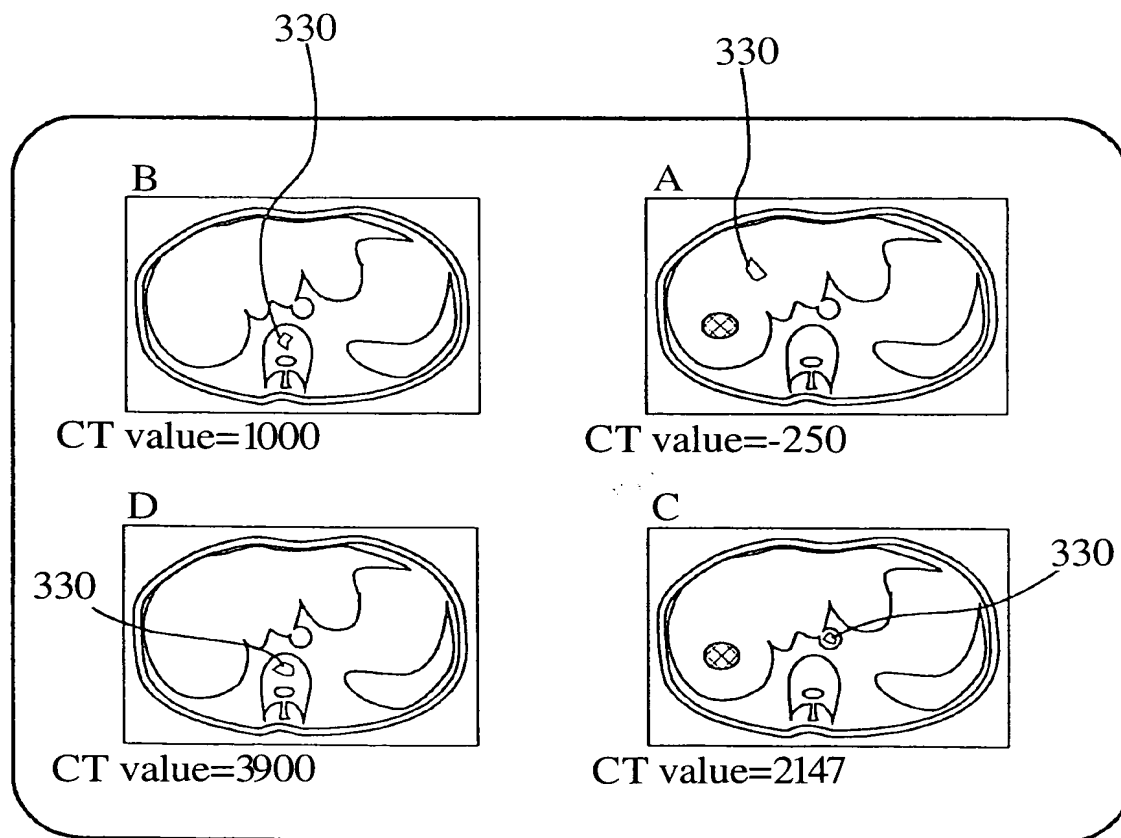 330
330
B
A
CT value=1000
CT value=-250
D
C
330
330
CT value=3900
CT value=2147